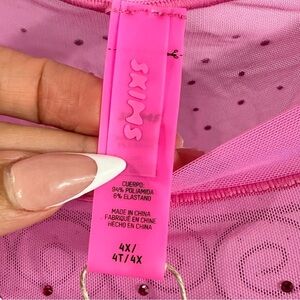 SKIMS
CUERPO:
94% POLIAMIDA
6% ELASTANO
MADE IN CHINA
FABRIQUÉ EN CHINE
HECHO EN CHINA
4X/
4T/4X